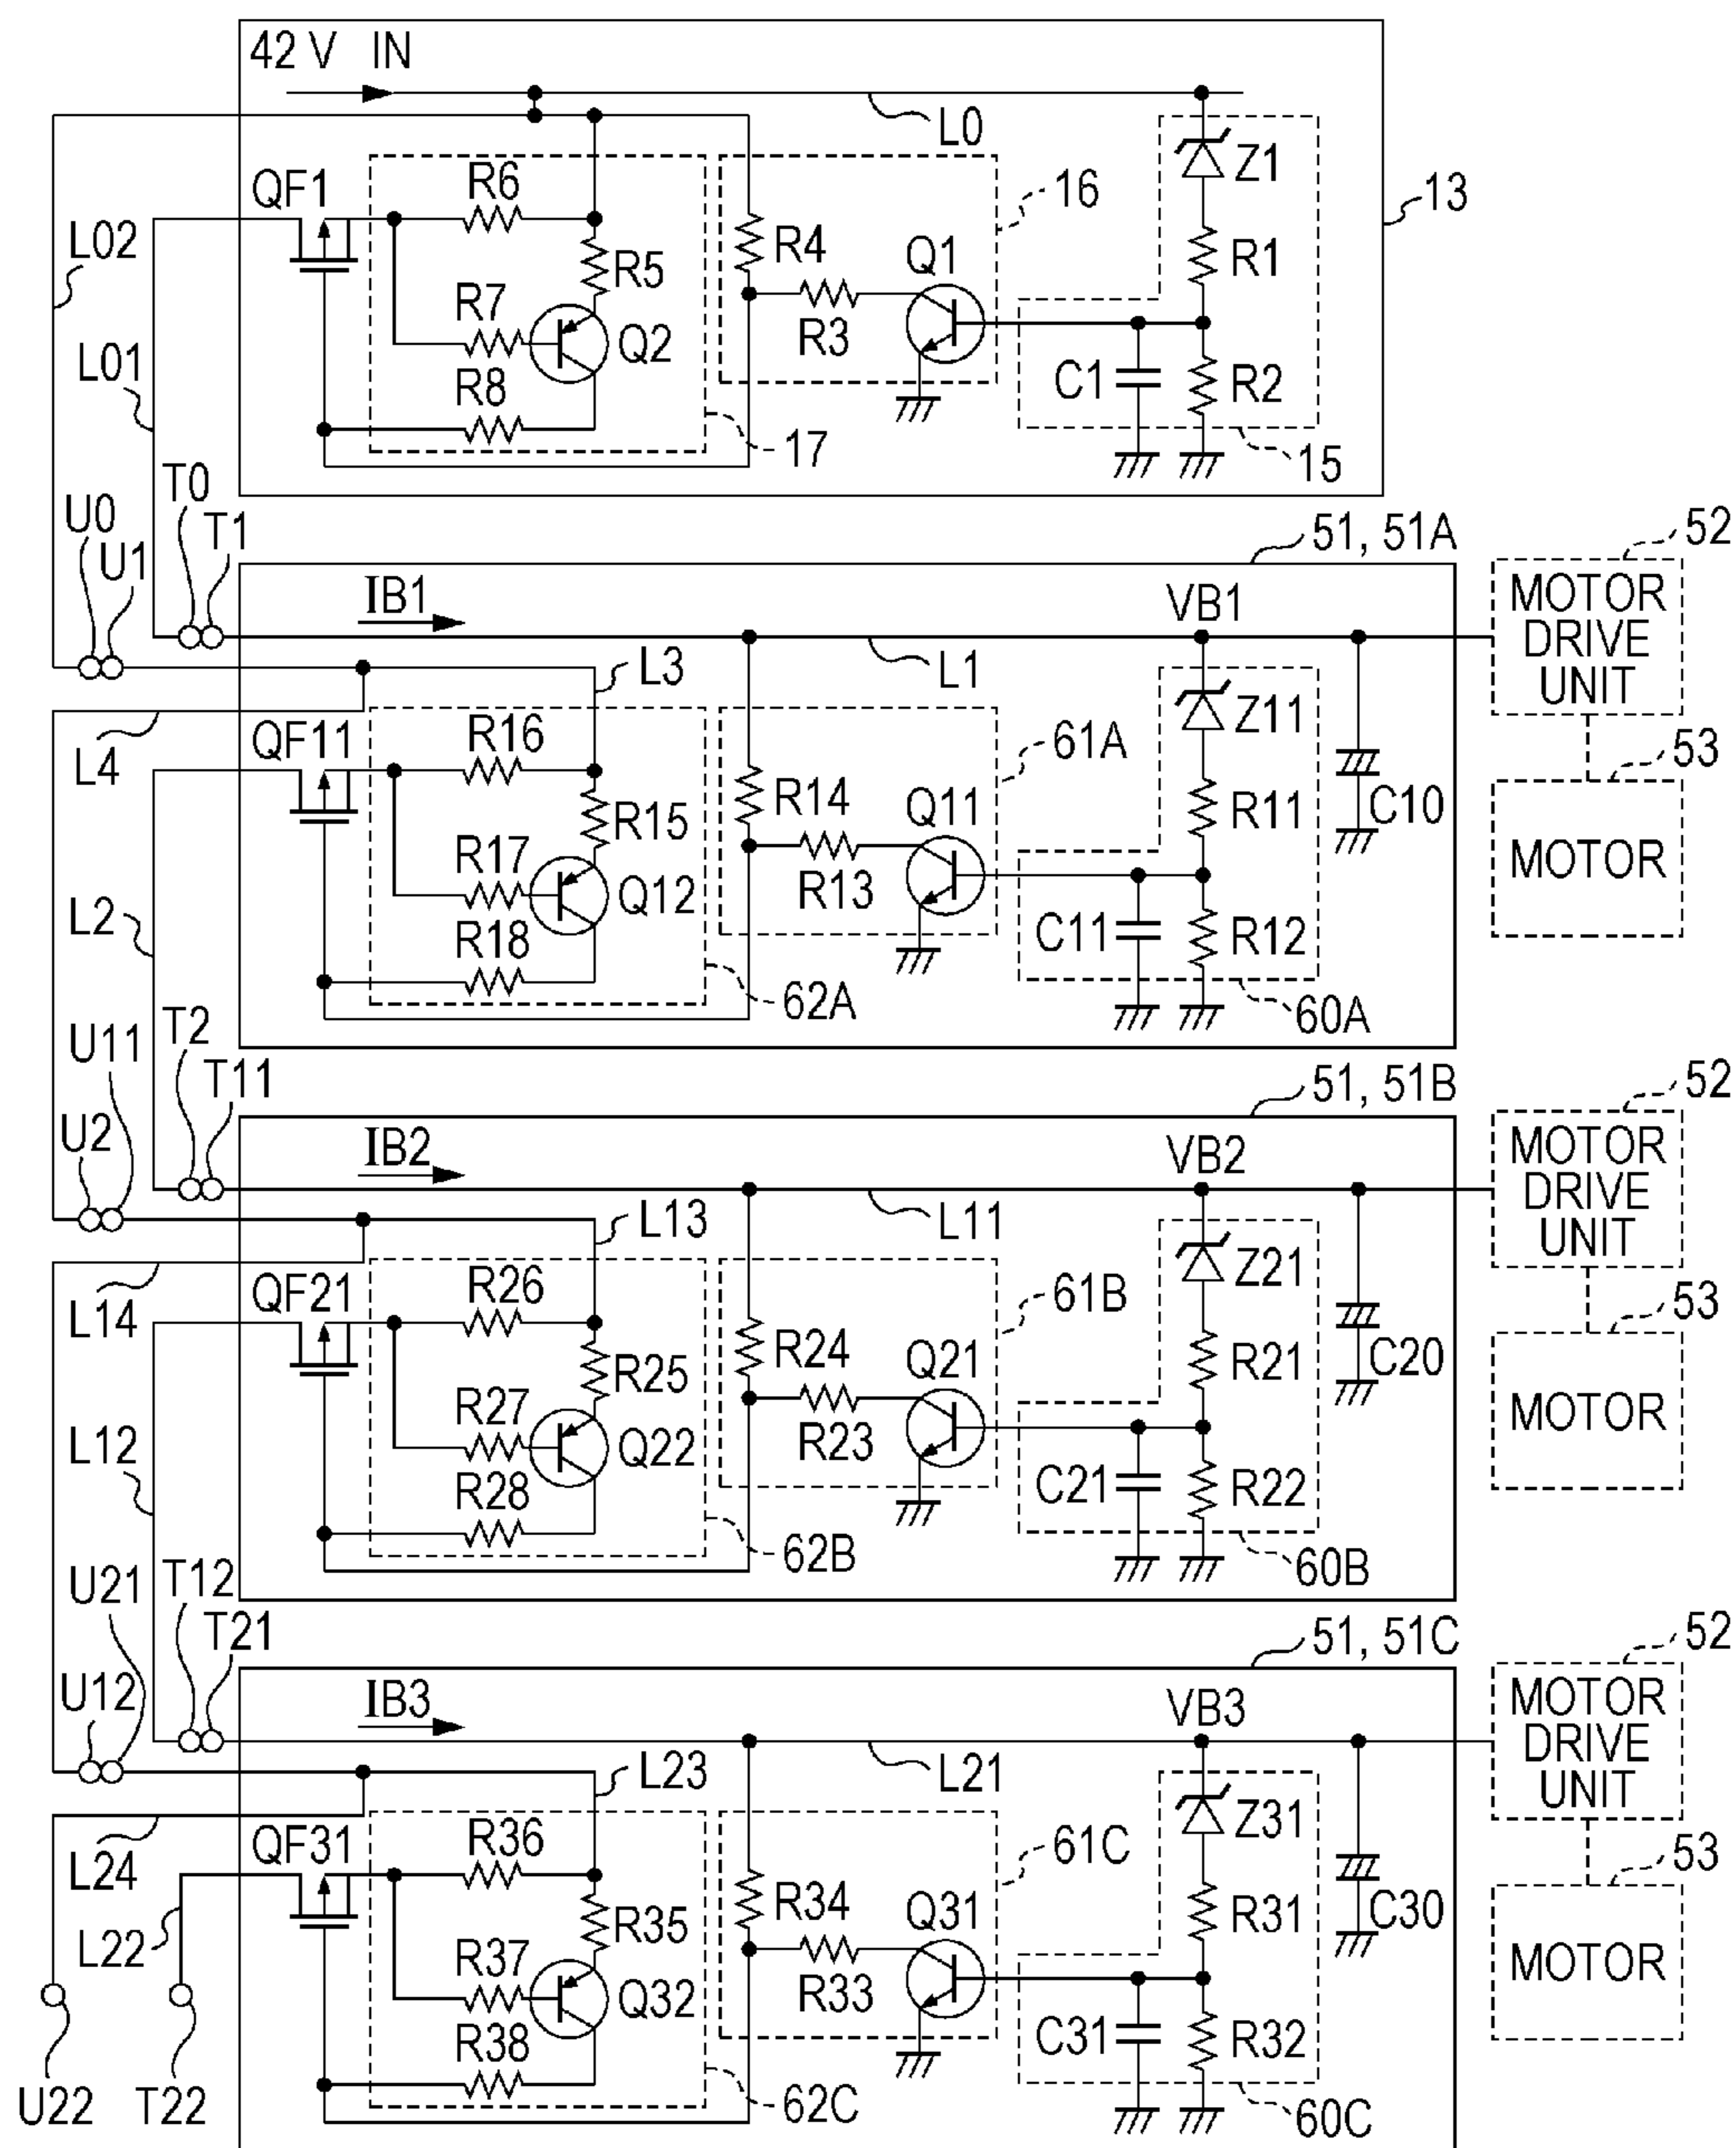 42 V IN
L0
QF1
R6
Z1
16
13
L02
R4
Q1
R1
R5
R7
Q2
R3
L01
R8
C1
R2
17
15
T0
U0
T1
U1
51, 51A
52
IB1
VB1
MOTOR
DRIVE
UNIT
L3
L1
Z11
L4
QF11
R16
61A
53
R14
Q11
C10
R15
R11
MOTOR
R17
Q12
R13
L2
R18
C11
R12
T2
62A
60A
U11
T11
51, 51B
52
U2
IB2
VB2
MOTOR
DRIVE
UNIT
L13
L11
Z21
L14
QF21
R26
61B
53
R24
Q21
C20
R25
R21
MOTOR
R27
Q22
R23
L12
R28
C21
R22
T12
62B
60B
U21
T21
51, 51C
52
U12
IB3
VB3
MOTOR
DRIVE
UNIT
L23
L21
Z31
L24
QF31
R36
61C
53
R34
Q31
C30
L22
R35
R31
MOTOR
R37
Q32
R33
R38
C31
R32
U22
T22
62C
60C